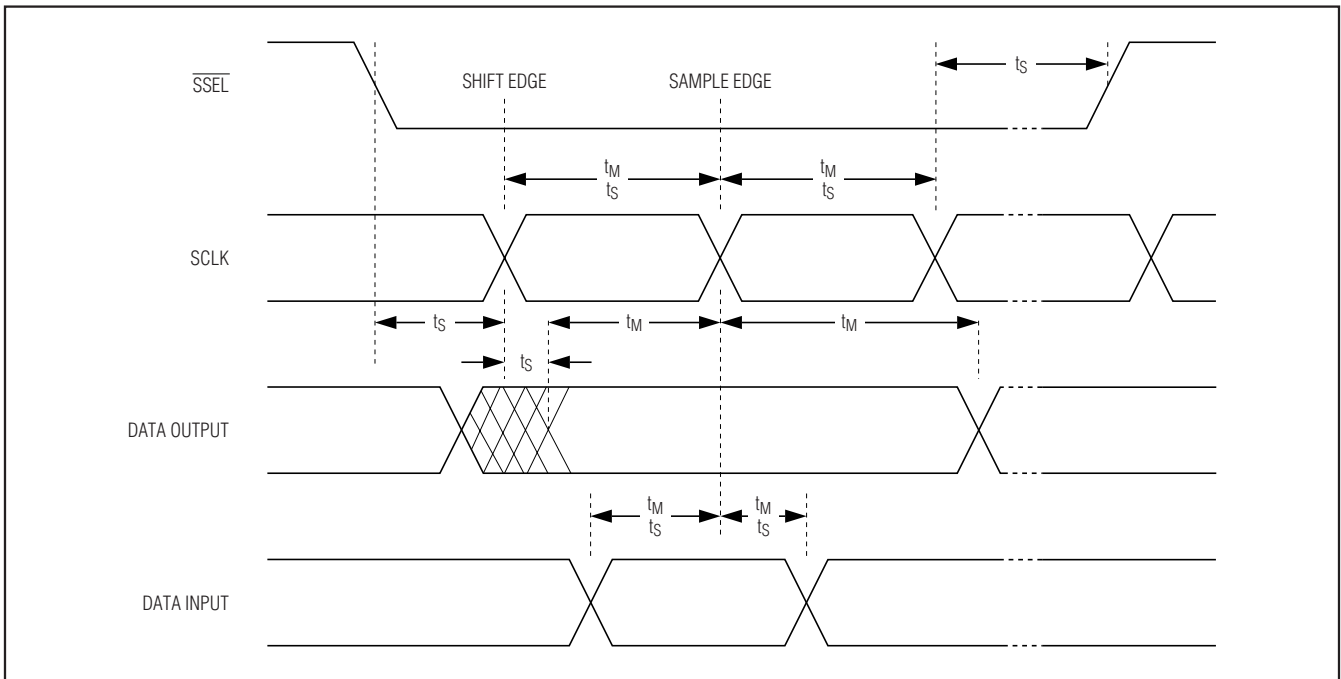 SSEL
SHIFT EDGE
SAMPLE EDGE
tS
tM
tS
tM
tS
SCLK
tS
tM
tM
tS
DATA OUTPUT
tM
tS
tM
tS
DATA INPUT